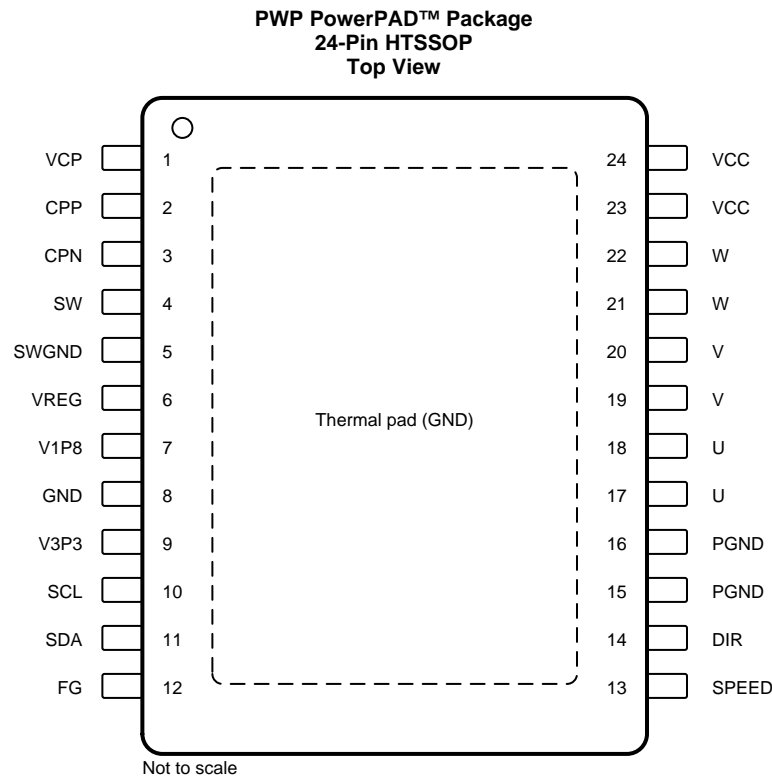 PWP PowerPAD™ Package
24-Pin HTSSOP
Top View
VCP 1 24 VCC
CPP 2 23 VCC
CPN 3 22 W
SW 4 21 W
SWGND 5 20 V
VREG 6 19 V
Thermal pad (GND)
V1P8 7 18 U
GND 8 17 U
V3P3 9 16 PGND
SCL 10 15 PGND
SDA 11 14 DIR
FG 12 13 SPEED
Not to scale